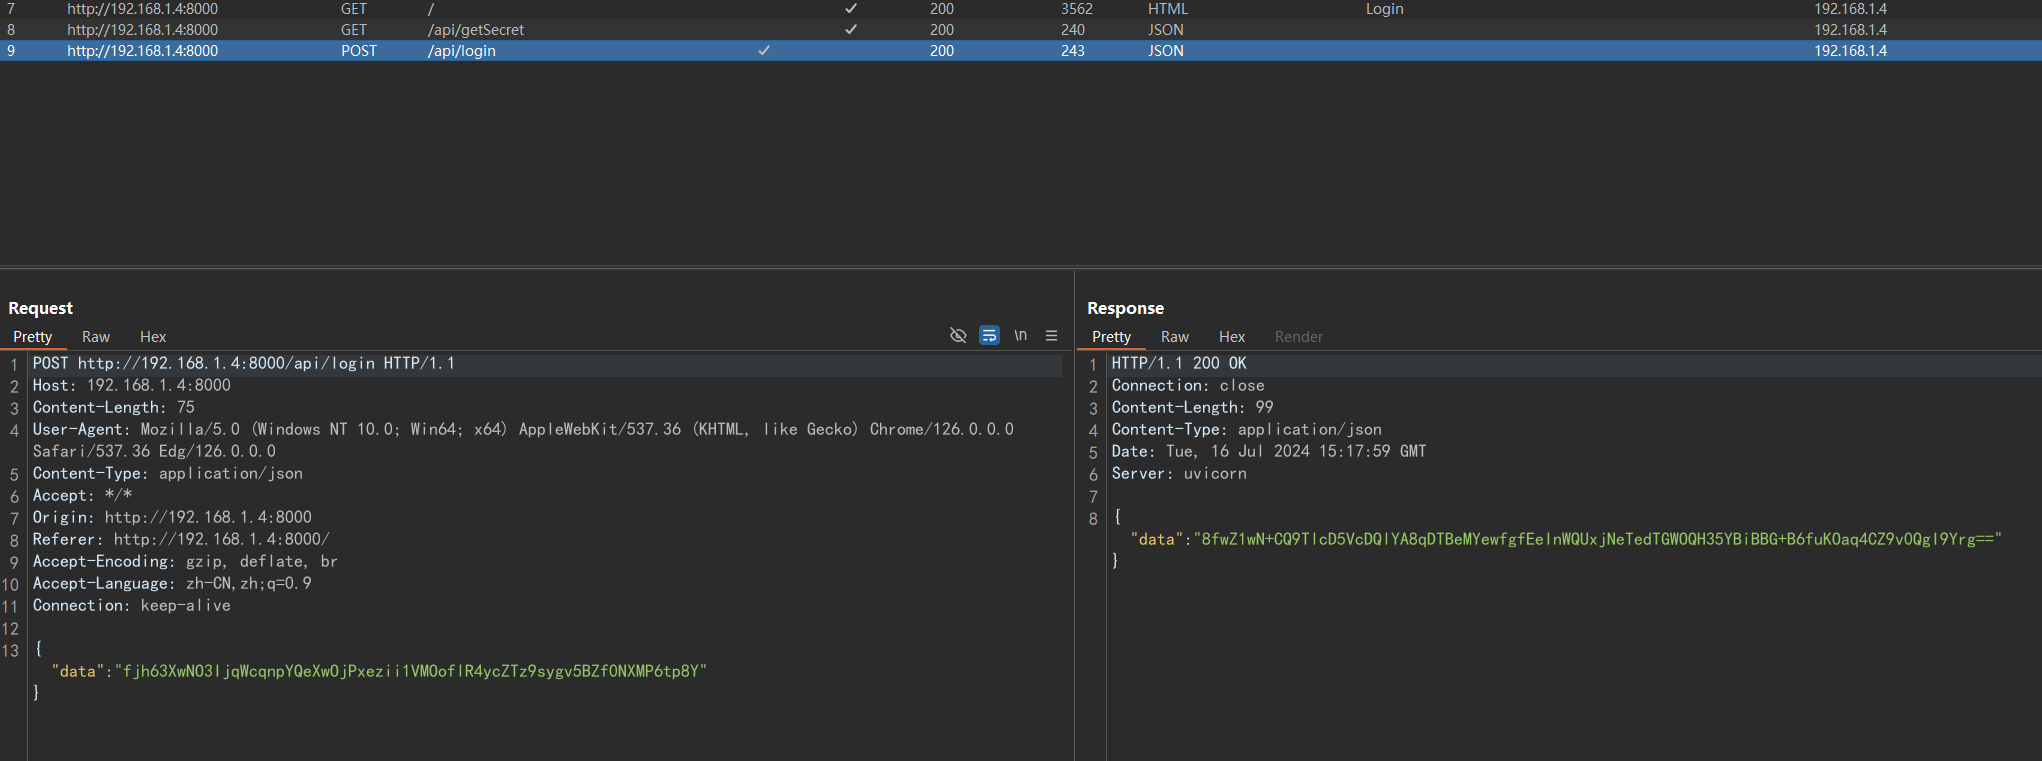 7 http://192.168.1.4:8000 GET / ✓ 200 3562 HTML Login 192.168.1.4
8 http://192.168.1.4:8000 GET /api/getSecret ✓ 200 240 JSON 192.168.1.4
9 http://192.168.1.4:8000 POST /api/login ✓ 200 243 JSON 192.168.1.4
Request
Pretty Raw Hex \n
1 POST http://192.168.1.4:8000/api/login HTTP/1.1
2 Host: 192.168.1.4:8000
3 Content-Length: 75
4 User-Agent: Mozilla/5.0 (Windows NT 10.0; Win64; x64) AppleWebKit/537.36 (KHTML, like Gecko) Chrome/126.0.0.0
Safari/537.36 Edg/126.0.0.0
5 Content-Type: application/json
6 Accept: */*
7 Origin: http://192.168.1.4:8000
8 Referer: http://192.168.1.4:8000/
9 Accept-Encoding: gzip, deflate, br
10 Accept-Language: zh-CN,zh;q=0.9
11 Connection: keep-alive
12
13 {
"data":"fjh63XwNO3ljqWcqnpYQeXwOjPxezii1VMOoflR4ycZTz9sygv5BZfONXMP6tp8Y"
}
Response
Pretty Raw Hex Render
1 HTTP/1.1 200 OK
2 Connection: close
3 Content-Length: 99
4 Content-Type: application/json
5 Date: Tue, 16 Jul 2024 15:17:59 GMT
6 Server: uvicorn
7
8 {
"data":"8fwZ1wN+CQ9TlcD5VcDQlYA8qDTBeMYewfgfEelnWQUxjNeTedTGWOQH35YBiBBG+B6fuKOaq4CZ9vOQgl9Yrg=="
}